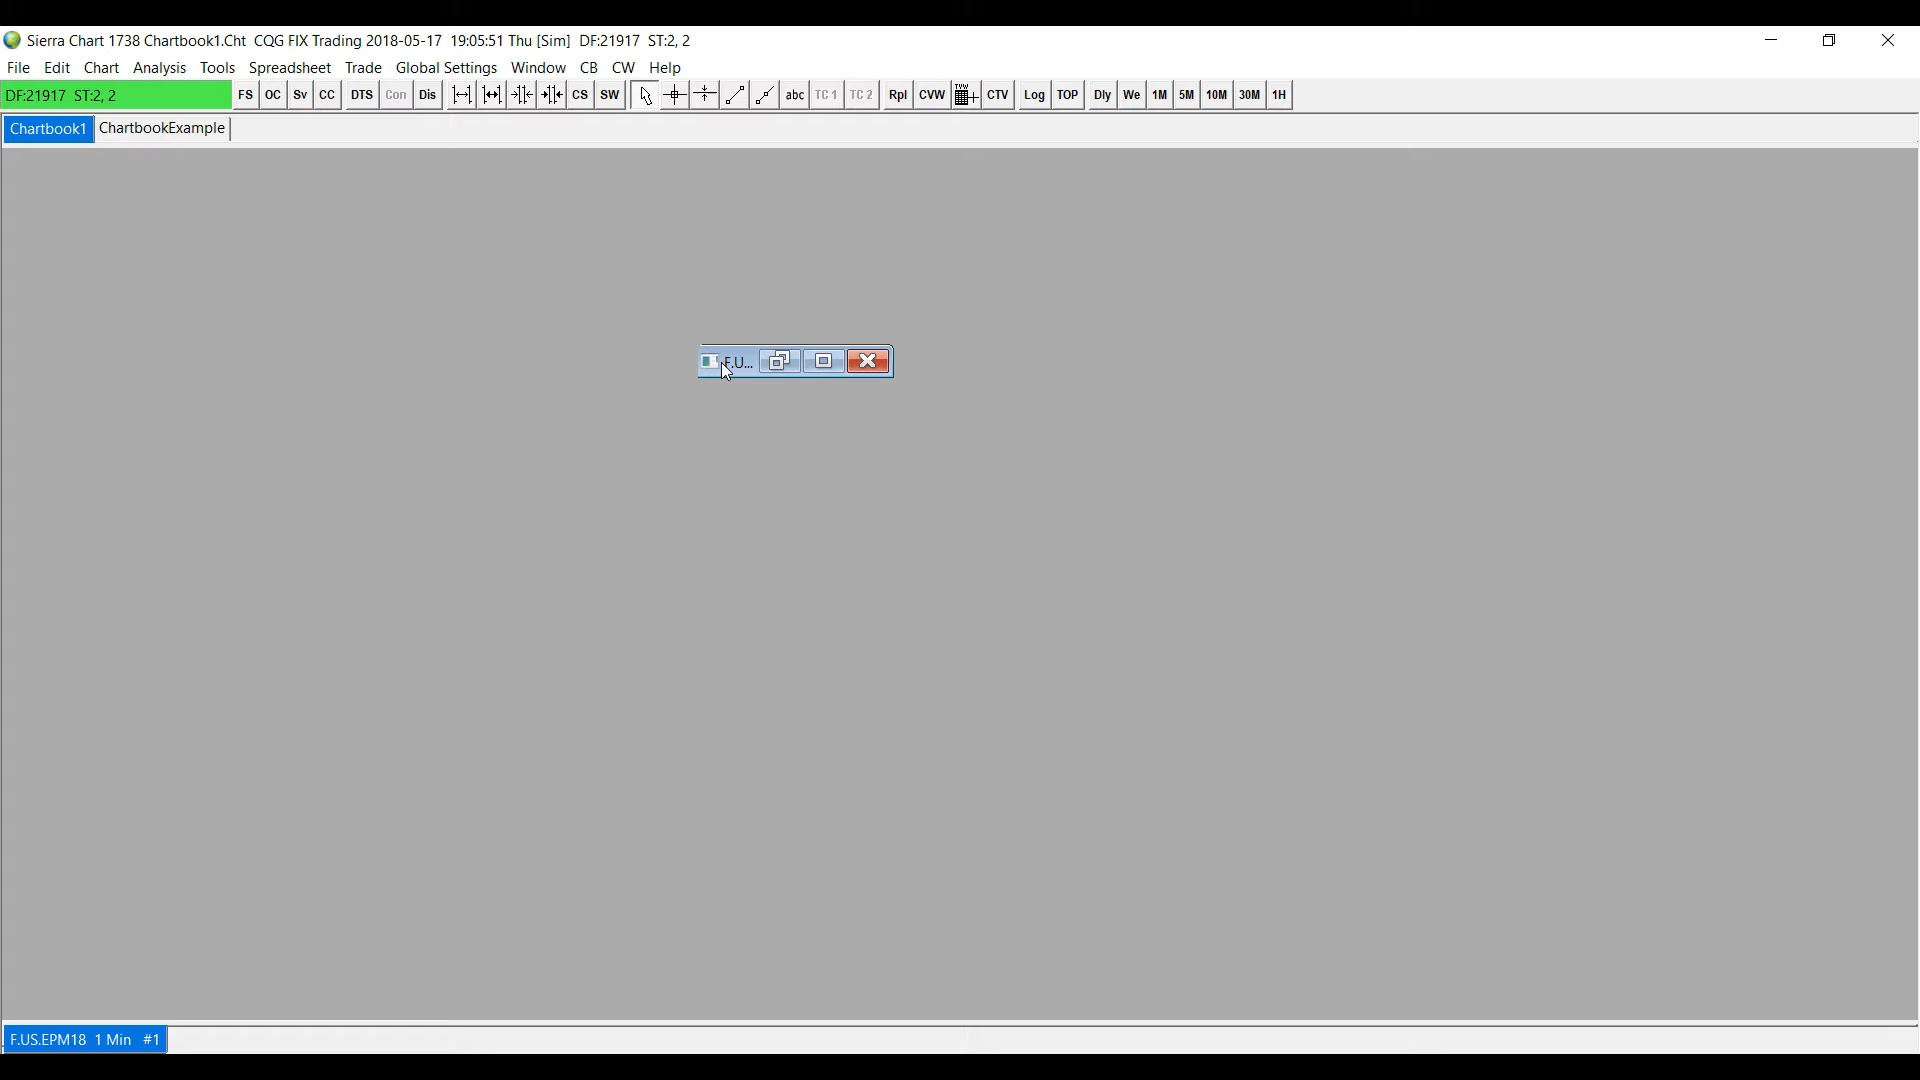 Sierra Chart 1738 Chartbook1.Cht CQG FIX Trading 2018-05-17 19:05:51 Thu [Sim] DF:21917 ST:2, 2
File Edit Chart Analysis Tools Spreadsheet Trade Global Settings Window CB CW Help
DF:21917 ST:2, 2 FS OC Sv CC DTS Con Dis CS SW abc TC 1 TC 2 Rpl CVW TVW CTV Log TOP Dly We 1M 5M 10M 30M 1H
Chartbook1 ChartbookExample
F.U...
F.US.EPM18 1 Min #1